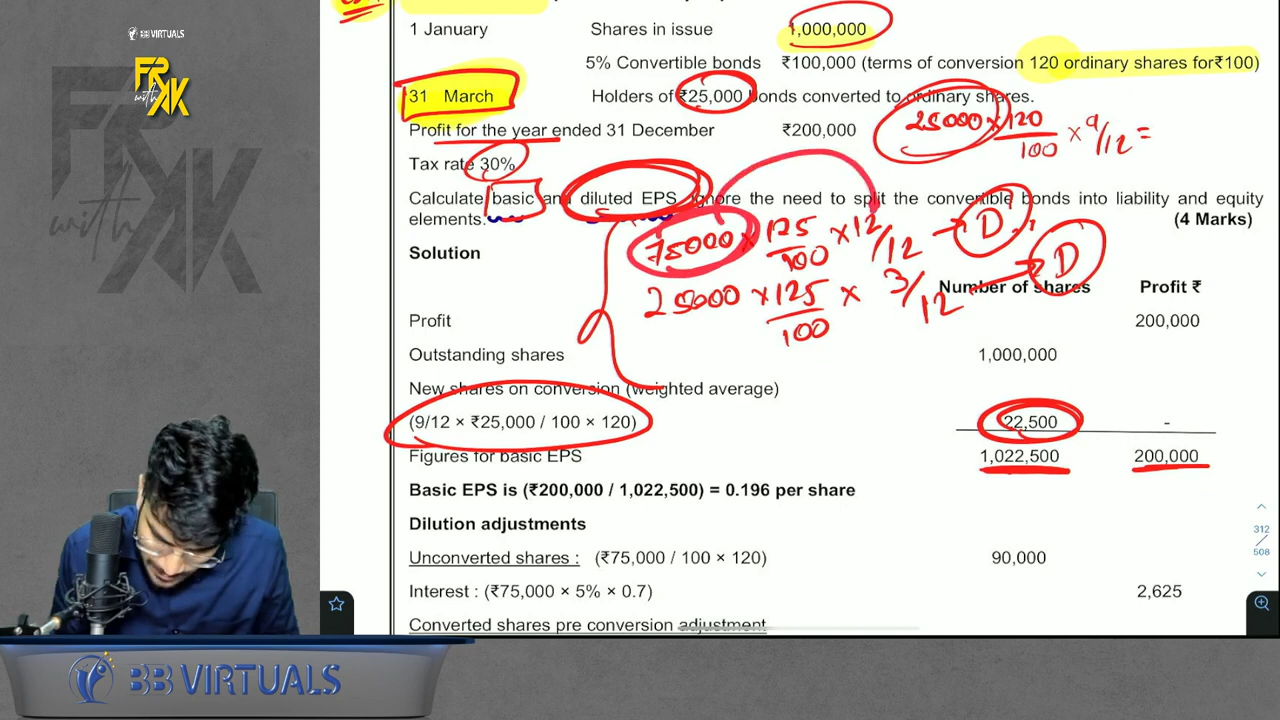 BB VIRTUALS
FR
with AK
1 January Shares in issue 1,000,000
5% Convertible bonds ₹100,000 (terms of conversion 120 ordinary shares for₹100)
31 March Holders of ₹25,000 bonds converted to ordinary shares.
25000 × 120/100 × 9/12 =
Profit for the year ended 31 December ₹200,000
Tax rate 30%
Calculate basic and diluted EPS. Ignore the need to split the convertible bonds into liability and equity
elements. (4 Marks)
75000 × 125/100 × 12/12 → D
Solution
25000 × 125/100 × 3/12 → D
Number of shares Profit ₹
Profit 200,000
Outstanding shares 1,000,000
New shares on conversion (weighted average)
(9/12 × ₹25,000 / 100 × 120) 22,500 -
Figures for basic EPS 1,022,500 200,000
Basic EPS is (₹200,000 / 1,022,500) = 0.196 per share
Dilution adjustments
Unconverted shares : (₹75,000 / 100 × 120) 90,000
Interest : (₹75,000 × 5% × 0.7) 2,625
Converted shares pre conversion adjustment
312
508
BB VIRTUALS